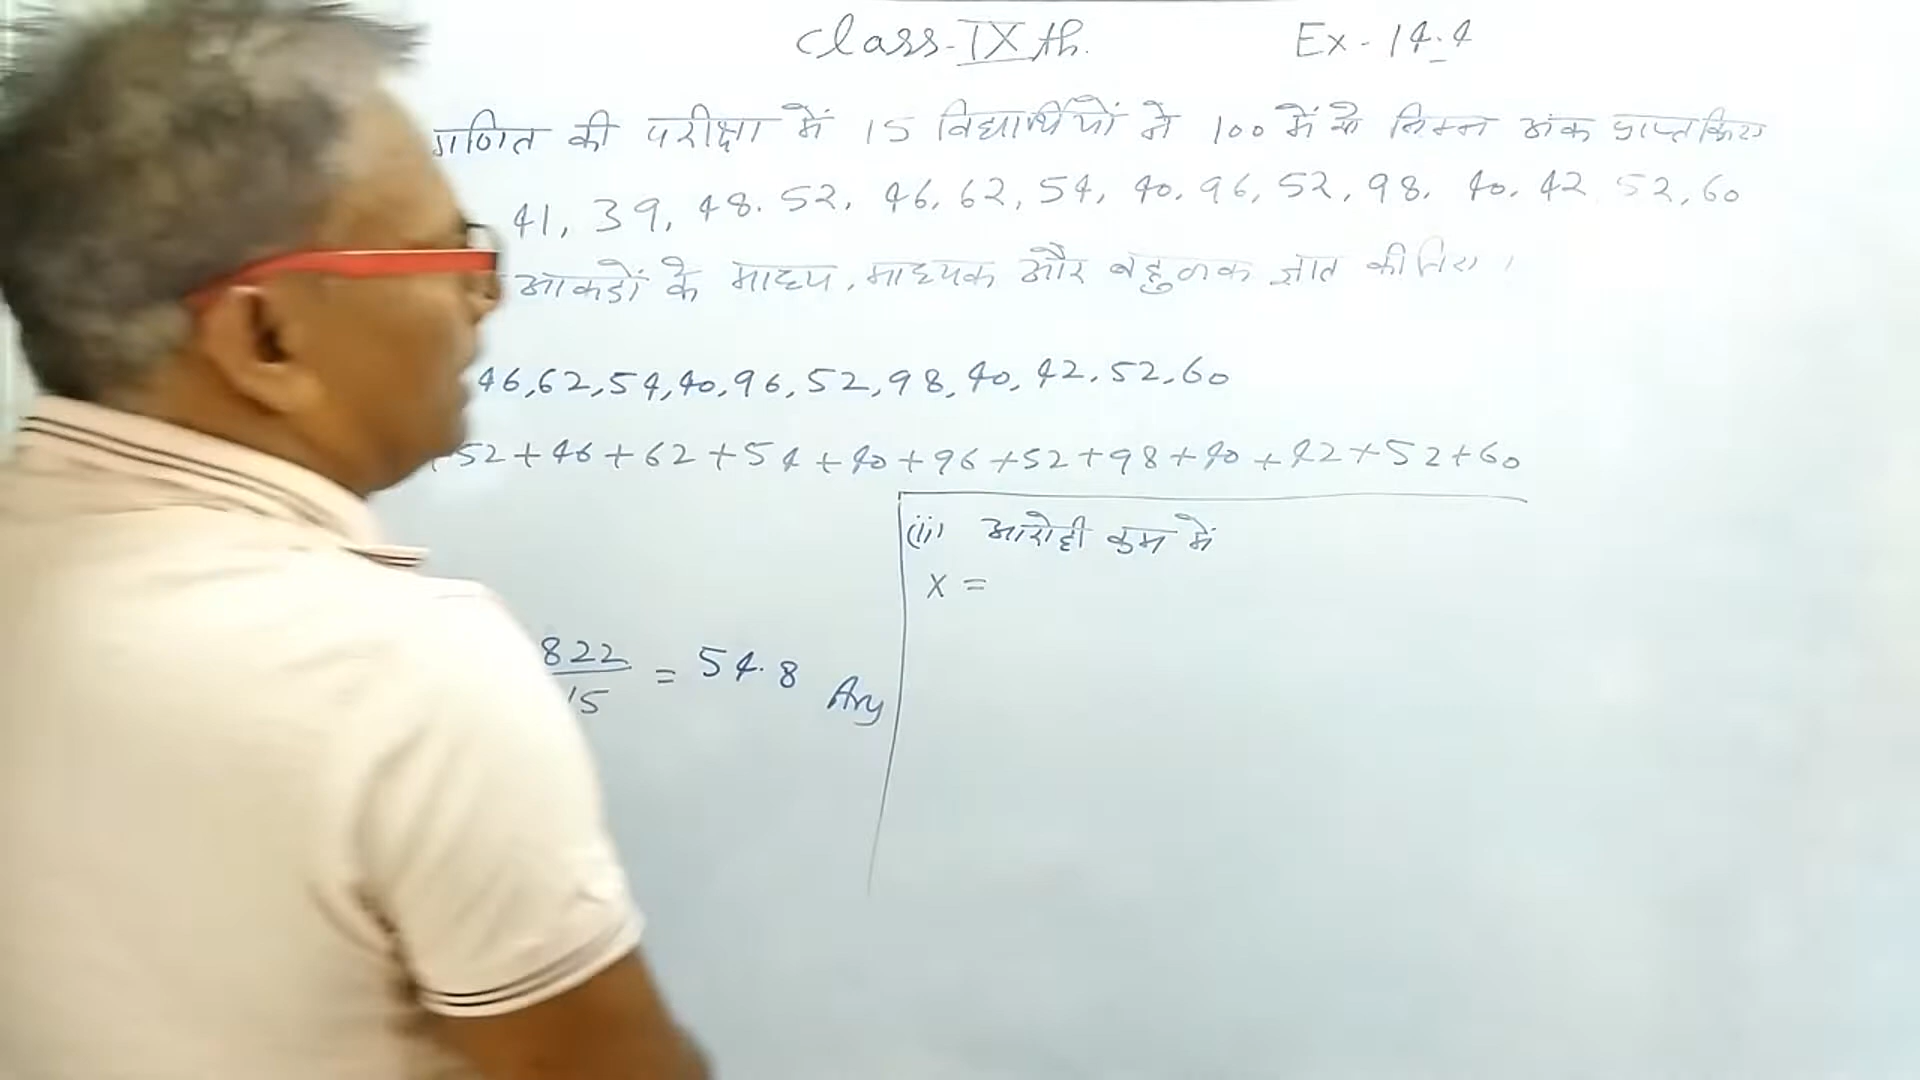 Class-IXth. Ex-14.4
गणित की परीक्षा में 15 विद्यार्थियों ने 100 में से निम्न अंक प्राप्त किए
41, 39, 48. 52, 46, 62, 54, 40, 96, 52, 98, 40, 42 52, 60
आकडों के माध्य, माध्यक और बहुलक ज्ञात कीजिए।
46,62,54,40,96,52,98,40,42,52,60
52+46+62+54+40+96+52+98+40+42+52+60
(ii) आरोही क्रम में
X =
822/15 = 54.8 Ans